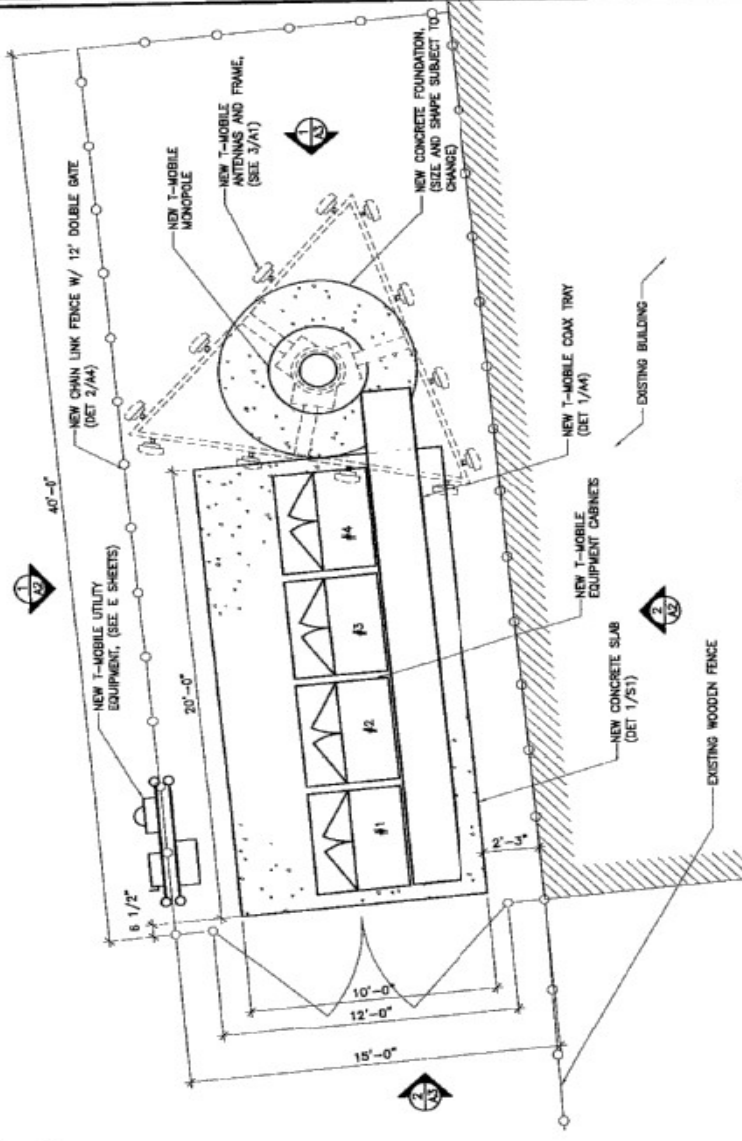 40'-0"
NEW CHAIN LINK FENCE W/ 12' DOUBLE GATE
(DET 2/A4)
NEW T-MOBILE
MONOPOLE
NEW T-MOBILE
ANTENNAS AND FRAME,
(SEE 3/A1)
1
A3
NEW CONCRETE FOUNDATION,
(SIZE AND SHAPE SUBJECT TO
CHANGE)
1
A2
NEW T-MOBILE UTILITY
EQUIPMENT, (SEE E SHEETS)
20'-0"
6 1/2"
#1
#2
#3
#4
NEW T-MOBILE COAX TRAY
(DET 1/A4)
EXISTING BUILDING
NEW T-MOBILE
EQUIPMENT CABINETS
2
A2
NEW CONCRETE SLAB
(DET 1/S1)
2'-3"
EXISTING WOODEN FENCE
10'-0"
12'-0"
15'-0"
2
A3